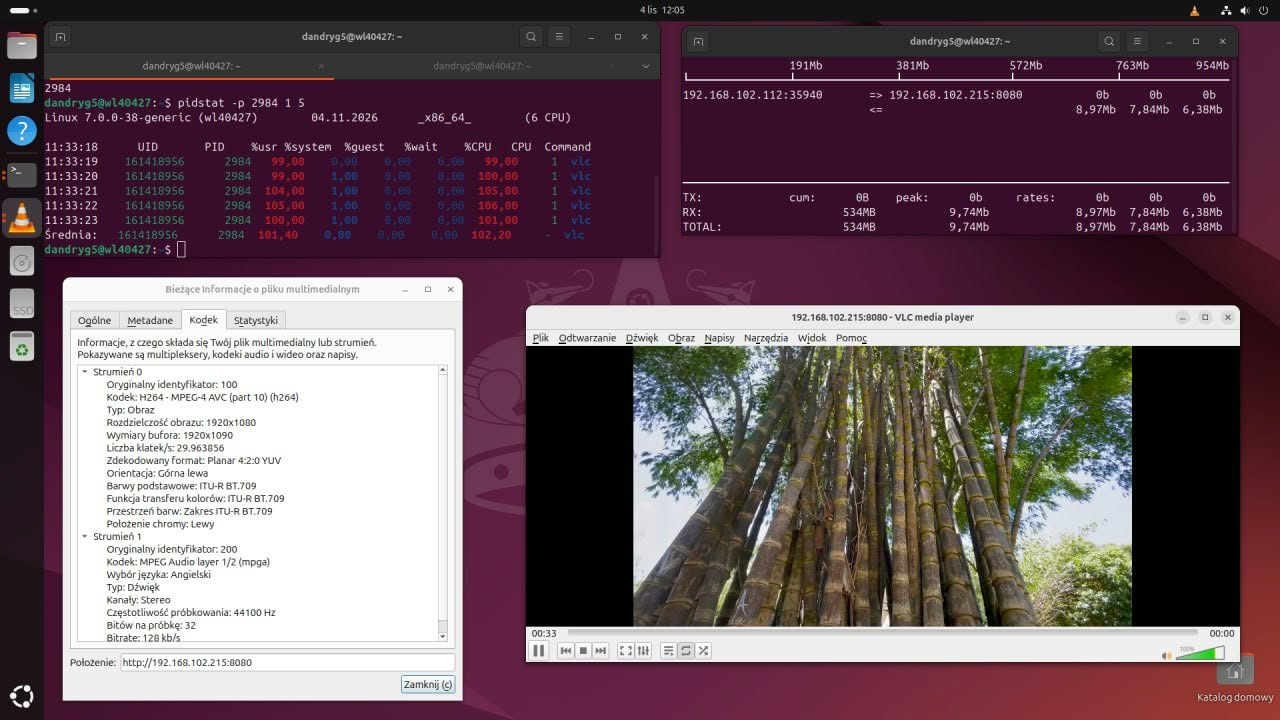 4 lis 12:05
dandryg5@wl40427: ~
dandryg5@wl40427: ~
dandryg5@wl40427: ~
2984
dandryg5@wl40427:~$ pidstat -p 2984 1 5
Linux 7.0.0-38-generic (wl40427) 04.11.2026 _x86_64_ (6 CPU)
11:33:18 UID PID %usr %system %guest %wait %CPU CPU Command
11:33:19 161418956 2984 99,00 0,00 0,00 0,00 99,00 1 vlc
11:33:20 161418956 2984 99,00 1,00 0,00 0,00 100,00 1 vlc
11:33:21 161418956 2984 104,00 1,00 0,00 0,00 105,00 1 vlc
11:33:22 161418956 2984 105,00 1,00 0,00 0,00 106,00 1 vlc
11:33:23 161418956 2984 100,00 1,00 0,00 0,00 101,00 1 vlc
Średnia: 161418956 2984 101,40 0,80 0,00 0,00 102,20 - vlc
dandryg5@wl40427:~$
dandryg5@wl40427: ~
191Mb 381Mb 572Mb 763Mb 954Mb
192.168.102.112:35940 => 192.168.102.215:8080 0b 0b 0b
<= 8,97Mb 7,84Mb 6,38Mb
TX: cum: 0B peak: 0b rates: 0b 0b 0b
RX: 534MB 9,74Mb 8,97Mb 7,84Mb 6,38Mb
TOTAL: 534MB 9,74Mb 8,97Mb 7,84Mb 6,38Mb
SSD
Bieżące Informacje o pliku multimedialnym
Ogólne Metadane Kodek Statystyki
Informacje, z czego składa się Twój plik multimedialny lub strumień.
Pokazywane są multipleksery, kodeki audio i wideo oraz napisy.
Strumień 0
Oryginalny identyfikator: 100
Kodek: H264 - MPEG-4 AVC (part 10) (h264)
Typ: Obraz
Rozdzielczość obrazu: 1920x1080
Wymiary bufora: 1920x1090
Liczba klatek/s: 29.963856
Zdekodowany format: Planar 4:2:0 YUV
Orientacja: Górna lewa
Barwy podstawowe: ITU-R BT.709
Funkcja transferu kolorów: ITU-R BT.709
Przestrzeń barw: Zakres ITU-R BT.709
Położenie chromy: Lewy
Strumień 1
Oryginalny identyfikator: 200
Kodek: MPEG Audio layer 1/2 (mpga)
Wybór języka: Angielski
Typ: Dźwięk
Kanały: Stereo
Częstotliwość próbkowania: 44100 Hz
Bitów na próbkę: 32
Bitrate: 128 kb/s
Położenie: http://192.168.102.215:8080
Zamknij (c)
192.168.102.215:8080 - VLC media player
Plik Odtwarzanie Dźwięk Obraz Napisy Narzędzia Widok Pomoc
00:33 00:00
100%
Katalog domowy